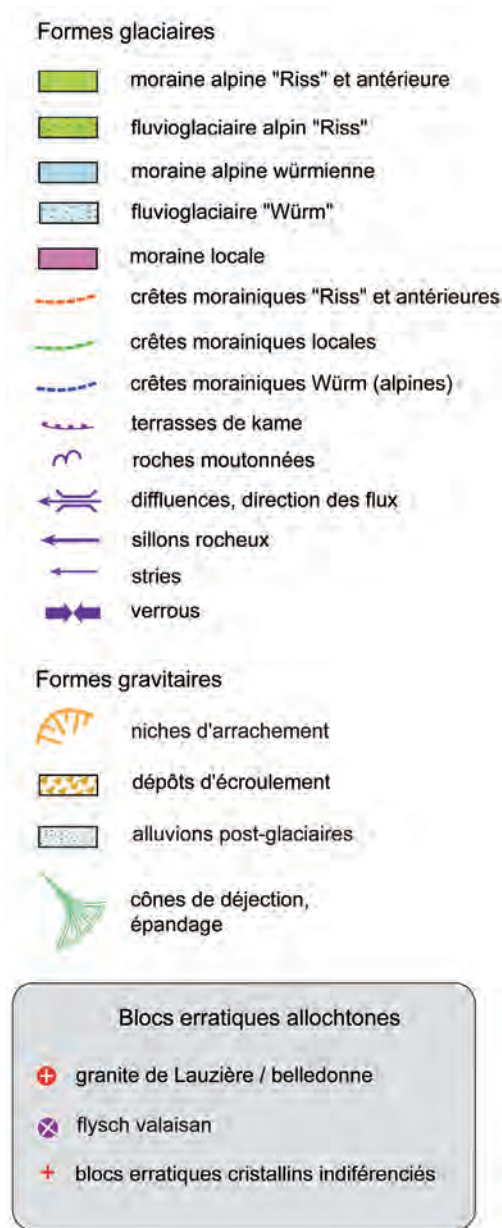 Formes glaciaires
moraine alpine "Riss" et antérieure
fluvioglaciaire alpin "Riss"
moraine alpine würmienne
fluvioglaciaire "Würm"
moraine locale
crêtes morainiques "Riss" et antérieures
crêtes morainiques locales
crêtes morainiques Würm (alpines)
terrasses de kame
roches moutonnées
diffluences, direction des flux
sillons rocheux
stries
verrous
Formes gravitaires
niches d'arrachement
dépôts d'écroulement
alluvions post-glaciaires
cônes de déjection,
épandage
Blocs erratiques allochtones
granite de Lauzière / belledonne
flysch valaisan
blocs erratiques cristallins indiférenciés